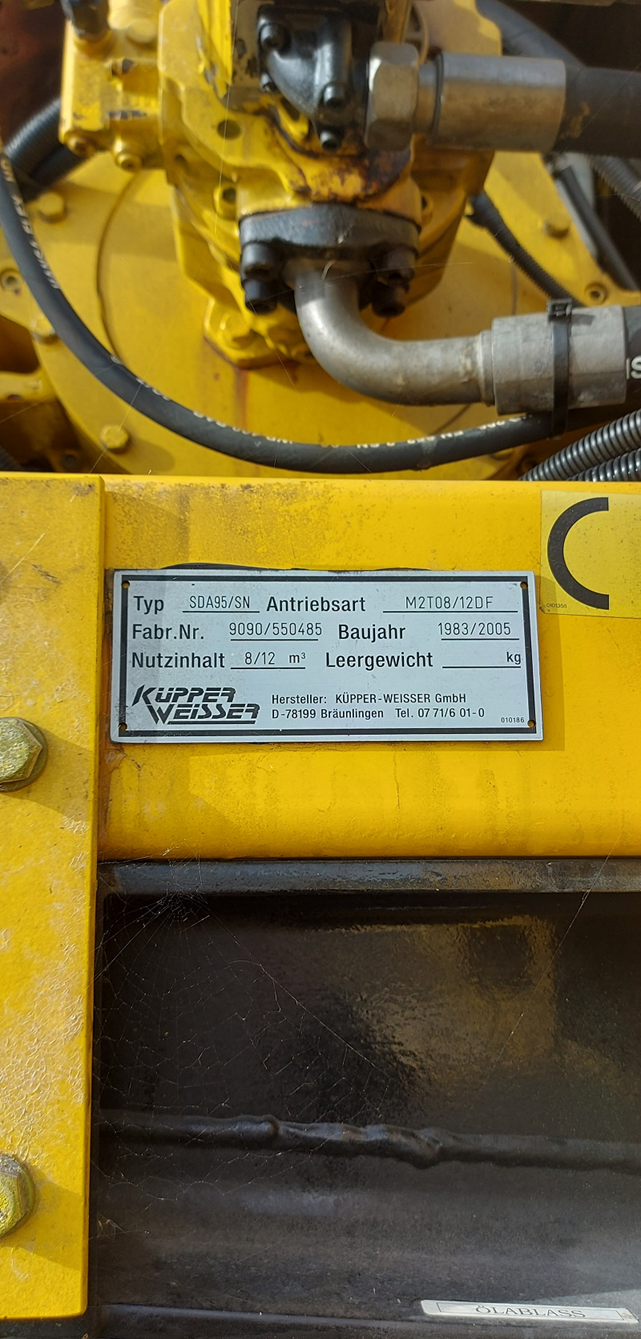 Typ SDA95/SN Antriebsart M2T08/12DF
Fabr.Nr. 9090/550485 Baujahr 1983/2005
Nutzinhalt 8/12 m³ Leergewicht kg
KÜPPER WEISSER
Hersteller: KÜPPER-WEISSER GmbH
D-78199 Bräunlingen Tel. 07 71/6 01-0
010186
C
ÖLABLASS